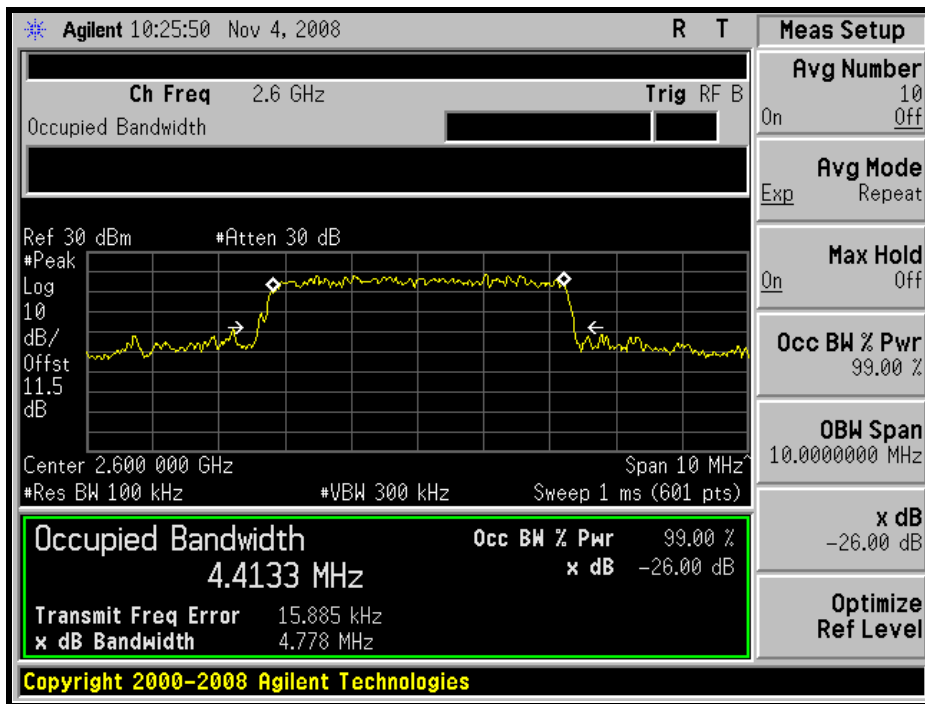 Agilent 10:25:50 Nov 4, 2008 R T
Ch Freq 2.6 GHz Trig RF B
Occupied Bandwidth
Ref 30 dBm #Atten 30 dB
#Peak
Log
10
dB/
Offst
11.5
dB
Center 2.600 000 GHz Span 10 MHz^
#Res BW 100 kHz #VBW 300 kHz Sweep 1 ms (601 pts)
Occupied Bandwidth
4.4133 MHz
Occ BW % Pwr 99.00 %
x dB -26.00 dB
Transmit Freq Error 15.885 kHz
x dB Bandwidth 4.778 MHz
Copyright 2000-2008 Agilent Technologies
Meas Setup
Avg Number
10
On Off
Avg Mode
Exp Repeat
Max Hold
On Off
Occ BW % Pwr
99.00 %
OBW Span
10.0000000 MHz
x dB
-26.00 dB
Optimize
Ref Level